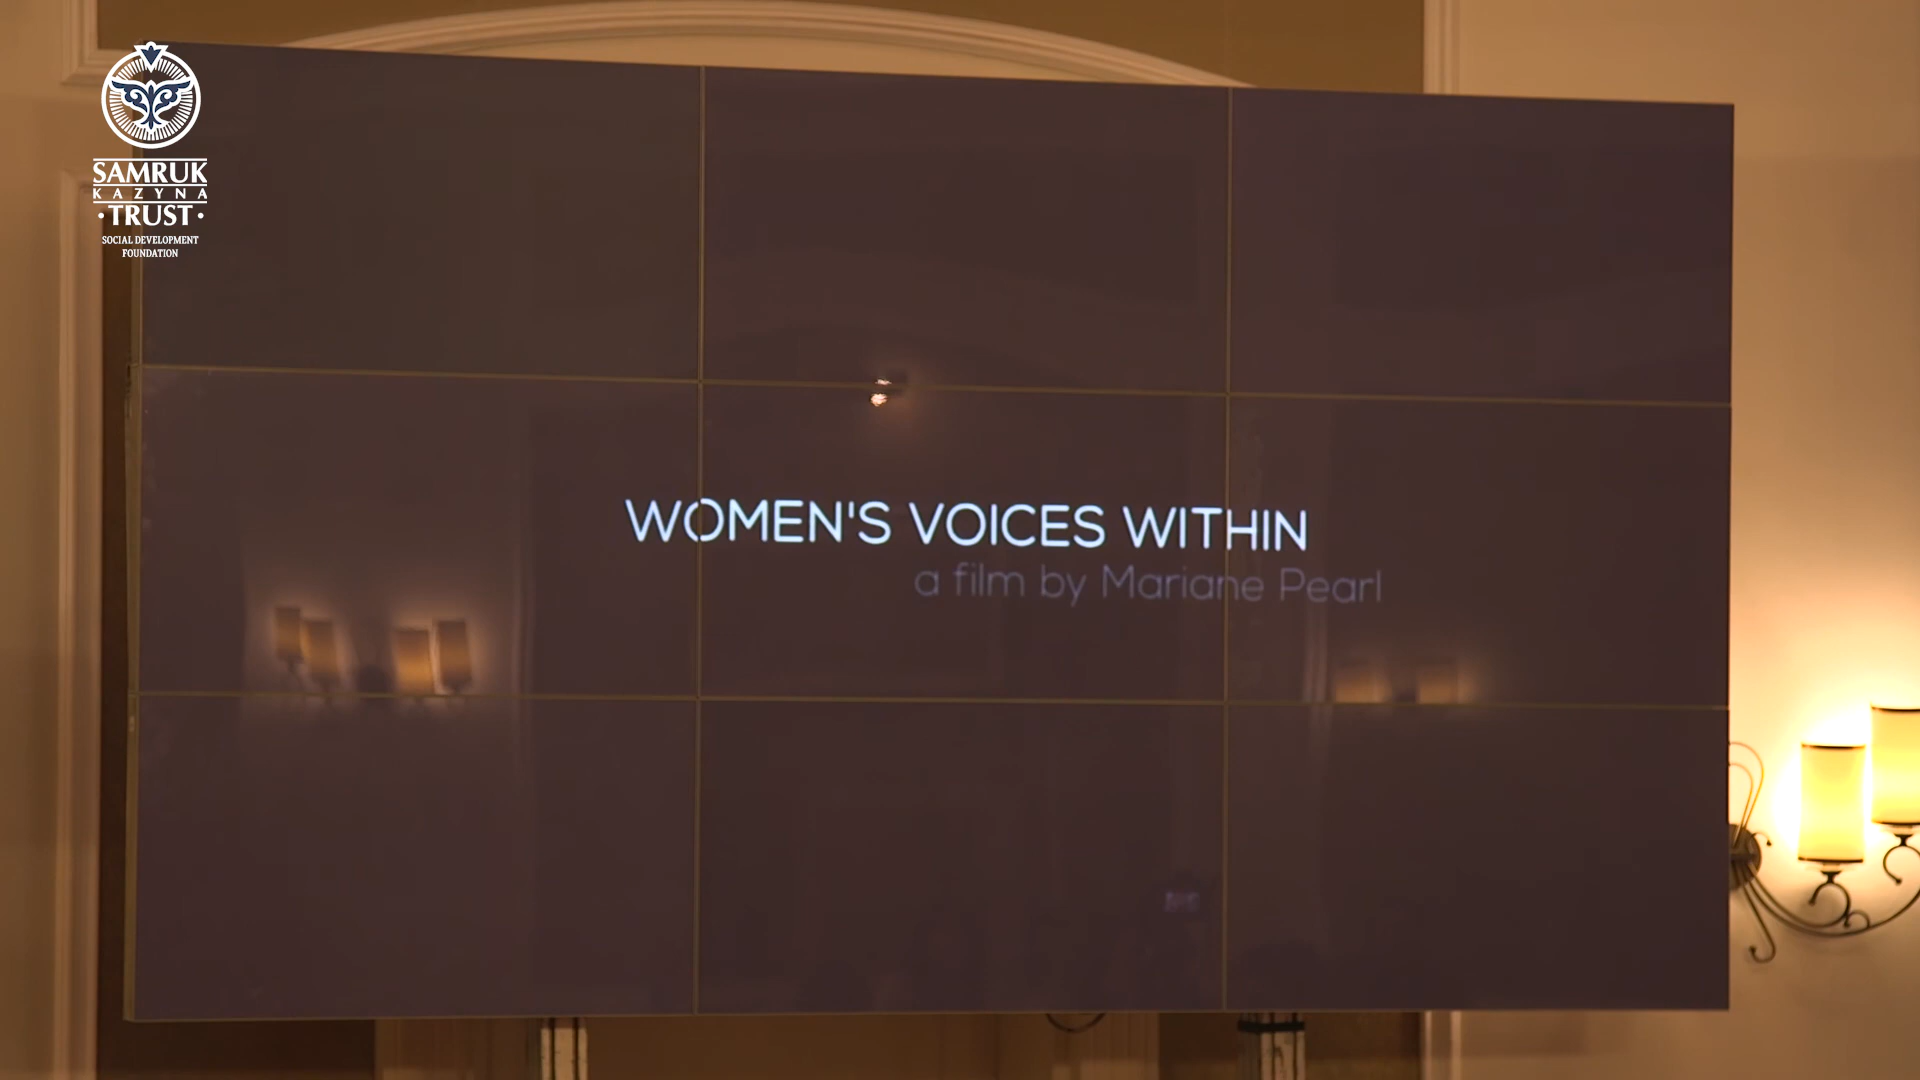 SAMRUK
KAZYNA
•TRUST•
SOCIAL DEVELOPMENT
FOUNDATION
WOMEN'S VOICES WITHIN
a film by Mariane Pearl